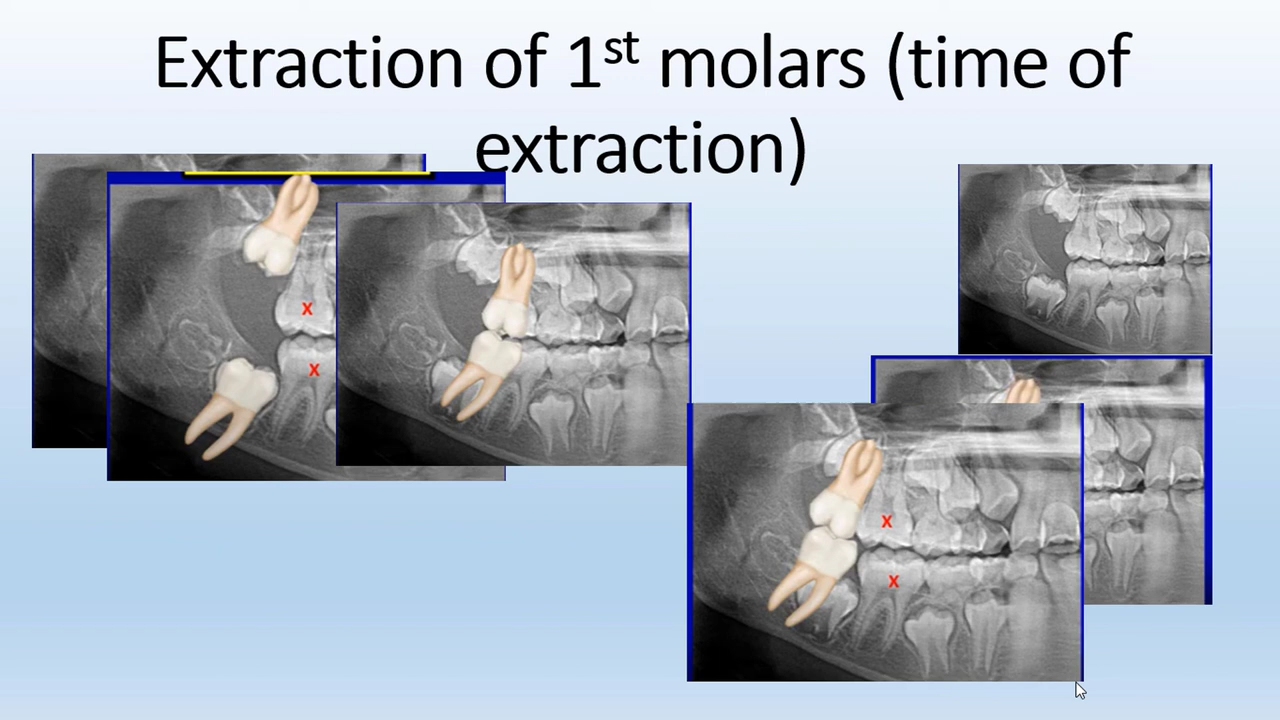 Extraction of 1st molars (time of
extraction)
x
x
x
x